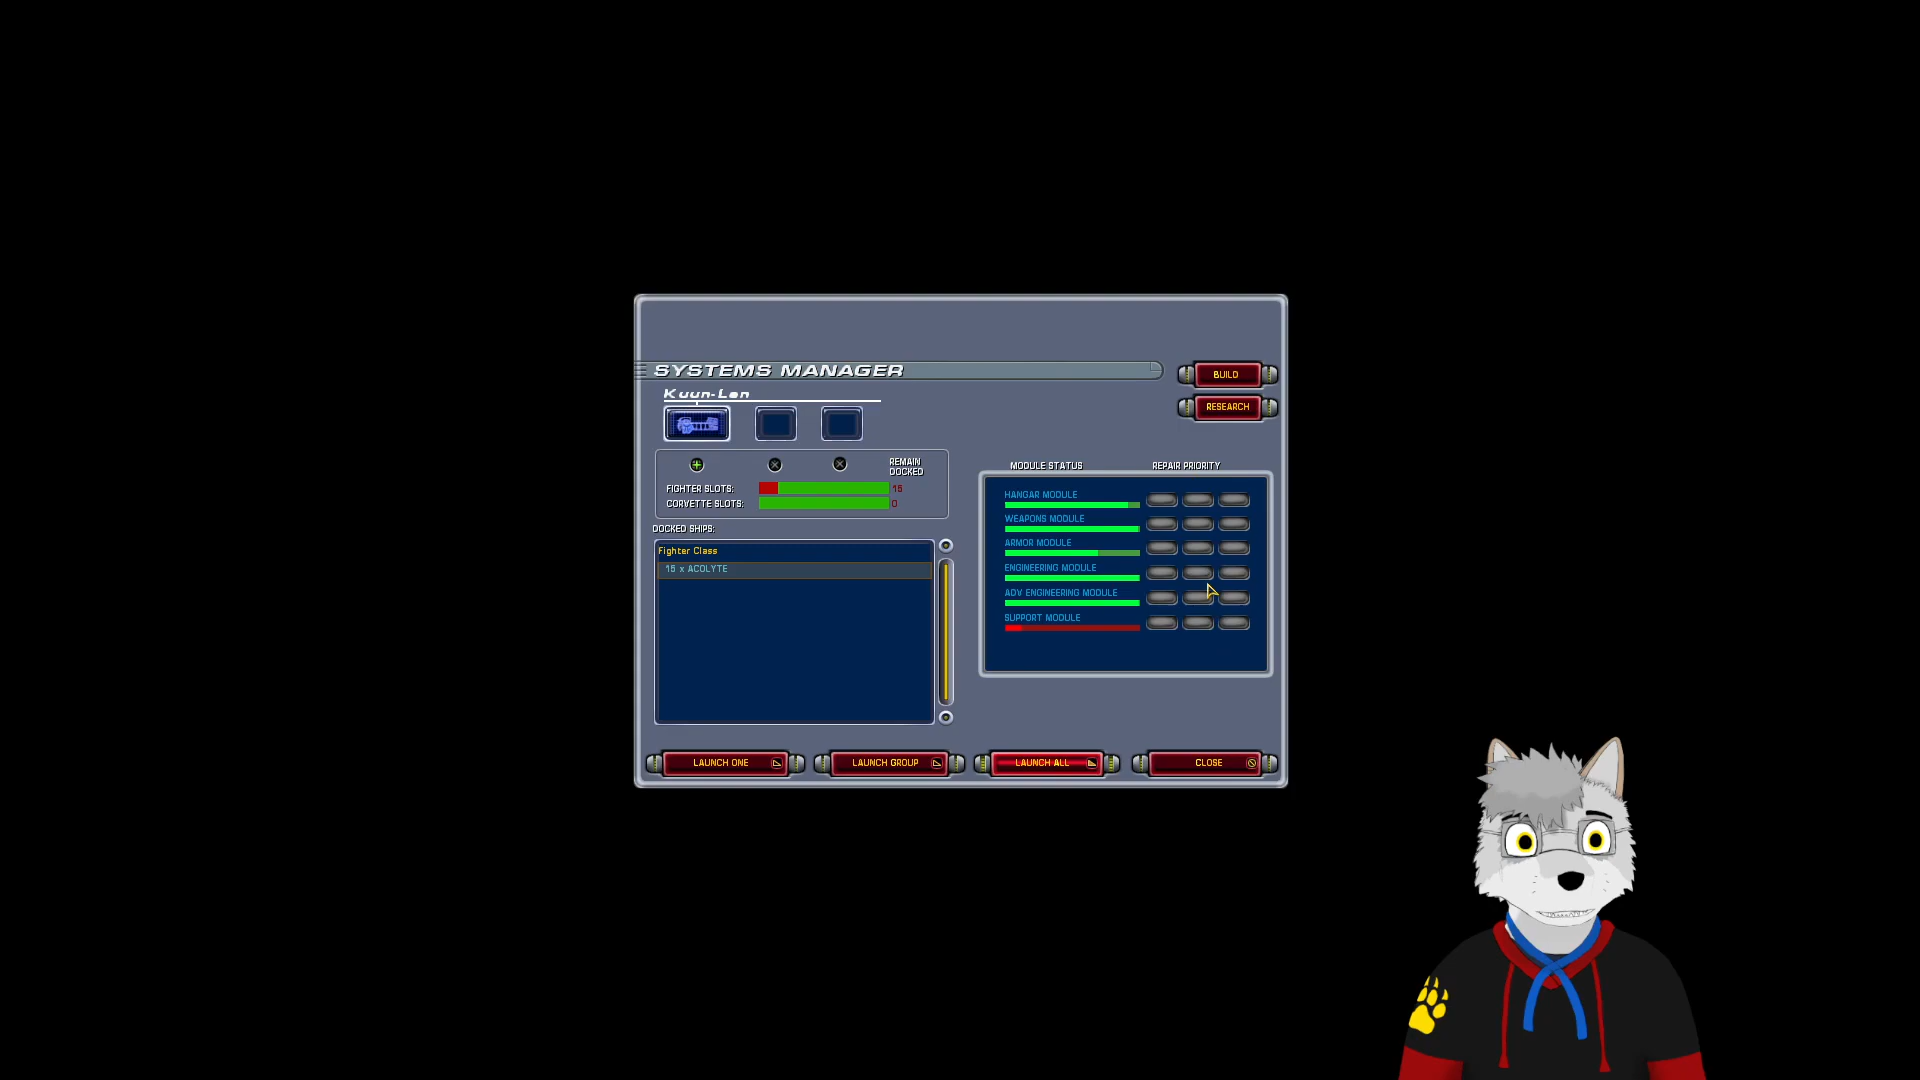 SYSTEMS MANAGER
BUILD
Kuun-Lan
RESEARCH
REMAIN
DOCKED
FIGHTER SLOTS: 15
CORVETTE SLOTS: 0
DOCKED SHIPS:
Fighter Class
15 x ACOLYTE
MODULE STATUS REPAIR PRIORITY
HANGAR MODULE
WEAPONS MODULE
ARMOR MODULE
ENGINEERING MODULE
ADV ENGINEERING MODULE
SUPPORT MODULE
LAUNCH ONE LAUNCH GROUP LAUNCH ALL CLOSE